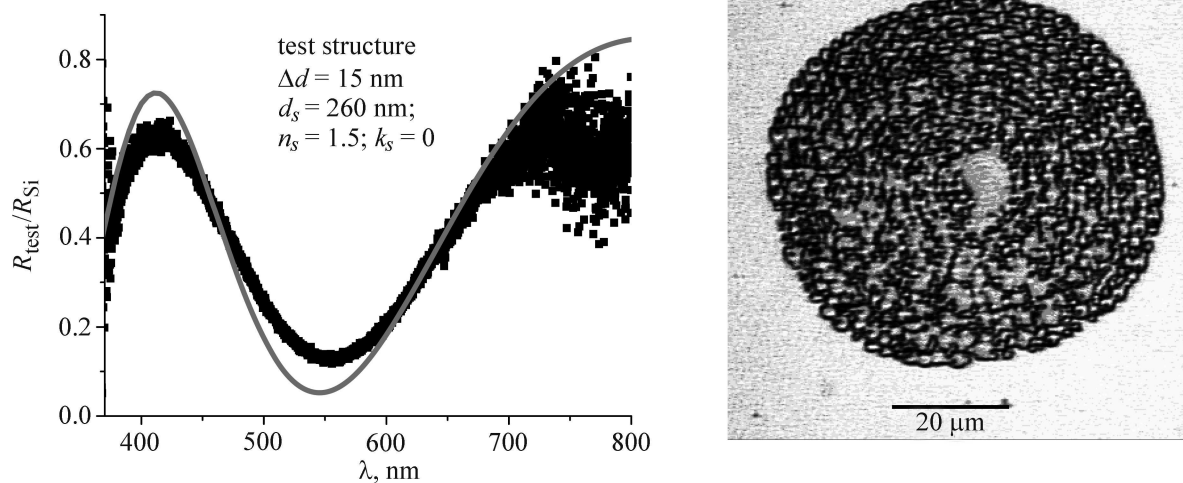 test structure
Δd = 15 nm
d_s = 260 nm;
n_s = 1.5; k_s = 0
R_test/R_Si
0.8
0.6
0.4
0.2
0.0
400 500 600 700 800
λ, nm
20 μm